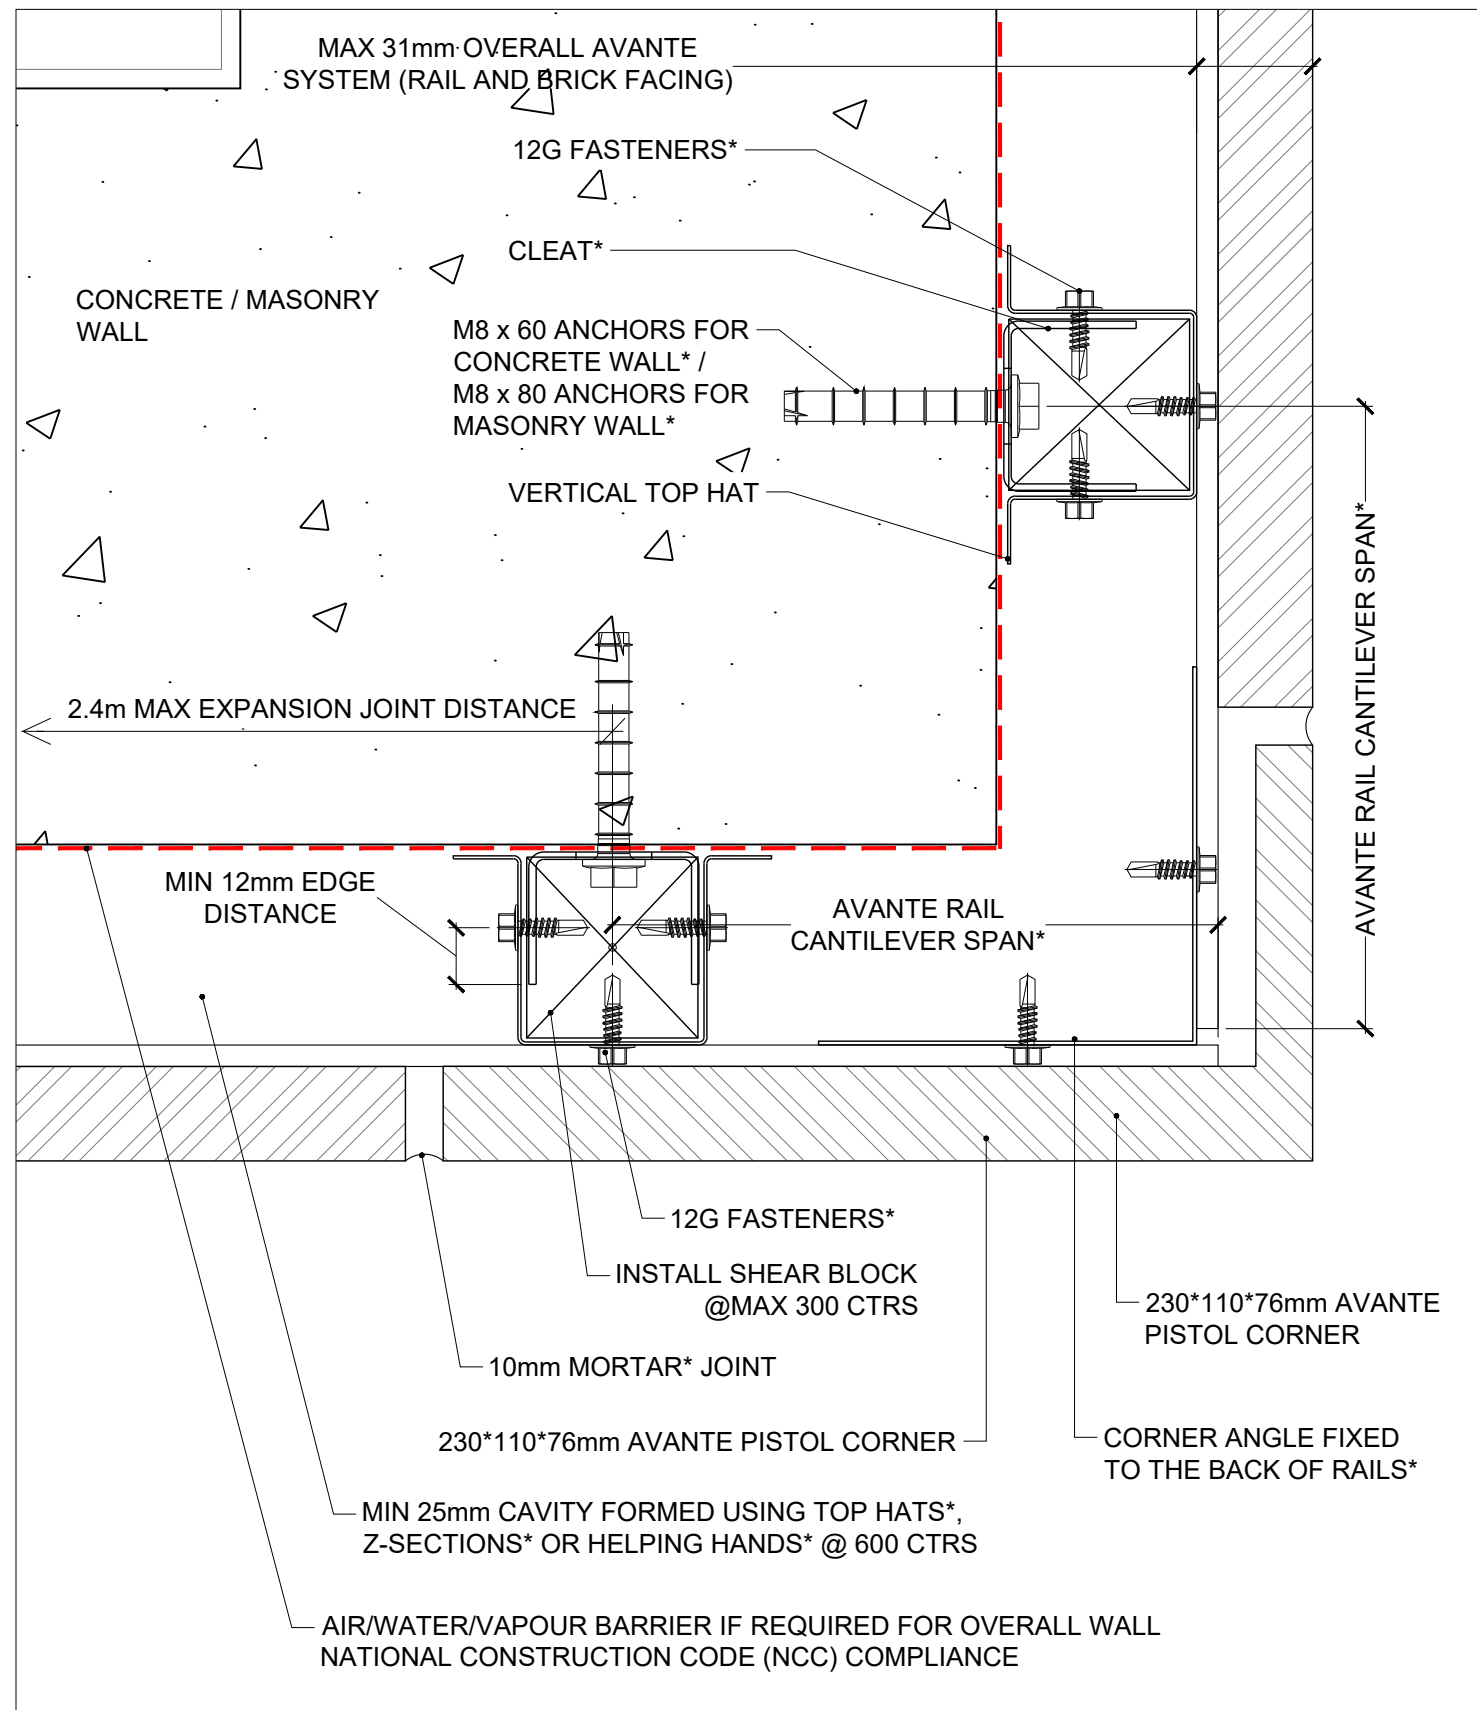 MAX 31mm OVERALL AVANTE
SYSTEM (RAIL AND BRICK FACING)
12G FASTENERS*
CLEAT*
CONCRETE / MASONRY
WALL
M8 x 60 ANCHORS FOR
CONCRETE WALL* /
M8 x 80 ANCHORS FOR
MASONRY WALL*
VERTICAL TOP HAT
AVANTE RAIL CANTILEVER SPAN*
2.4m MAX EXPANSION JOINT DISTANCE
MIN 12mm EDGE
DISTANCE
AVANTE RAIL
CANTILEVER SPAN*
12G FASTENERS*
INSTALL SHEAR BLOCK
@MAX 300 CTRS
230*110*76mm AVANTE
PISTOL CORNER
10mm MORTAR* JOINT
230*110*76mm AVANTE PISTOL CORNER
CORNER ANGLE FIXED
TO THE BACK OF RAILS*
MIN 25mm CAVITY FORMED USING TOP HATS*,
Z-SECTIONS* OR HELPING HANDS* @ 600 CTRS
AIR/WATER/VAPOUR BARRIER IF REQUIRED FOR OVERALL WALL
NATIONAL CONSTRUCTION CODE (NCC) COMPLIANCE